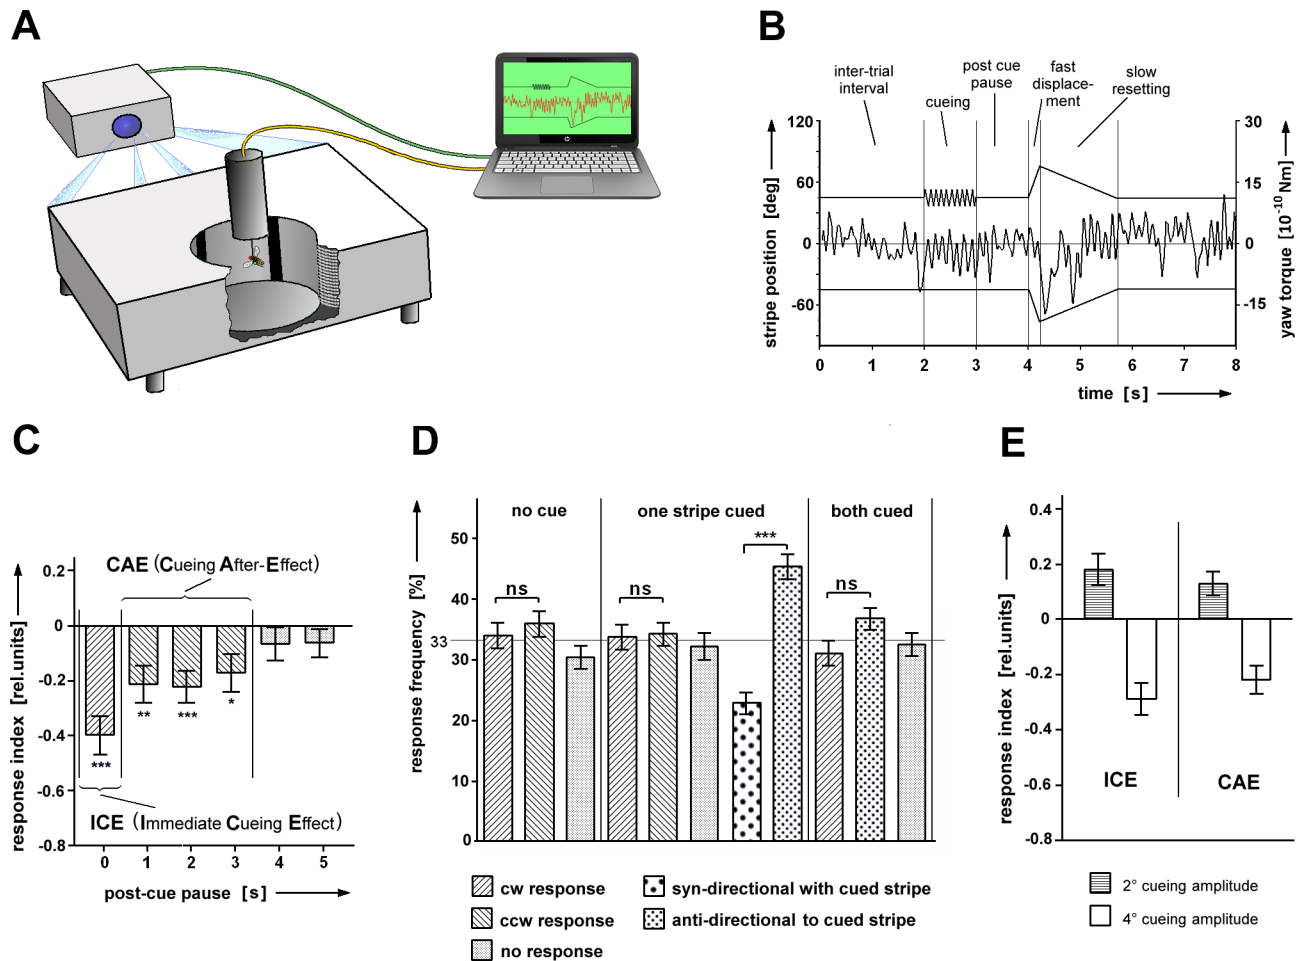 A
B
inter-trial
interval
cueing
post cue
pause
fast
displace-
ment
slow
resetting
stripe position [deg]
120
60
0
-60
30
15
0
-15
yaw torque [10-10 Nm]
0 1 2 3 4 5 6 7 8
time [s]
C
CAE (Cueing After-Effect)
response index [rel.units]
0.2
0
-0.2
-0.4
-0.6
-0.8
***
**
***
*
ICE (Immediate Cueing Effect)
0 1 2 3 4 5
post-cue pause [s]
D
response frequency [%]
no cue
one stripe cued
both cued
50
40
33
30
20
10
0
ns
ns
***
ns
cw response
ccw response
no response
syn-directional with cued stripe
anti-directional to cued stripe
E
response index [rel.units]
0.4
0.2
0
-0.2
-0.4
-0.6
-0.8
ICE
CAE
2° cueing amplitude
4° cueing amplitude